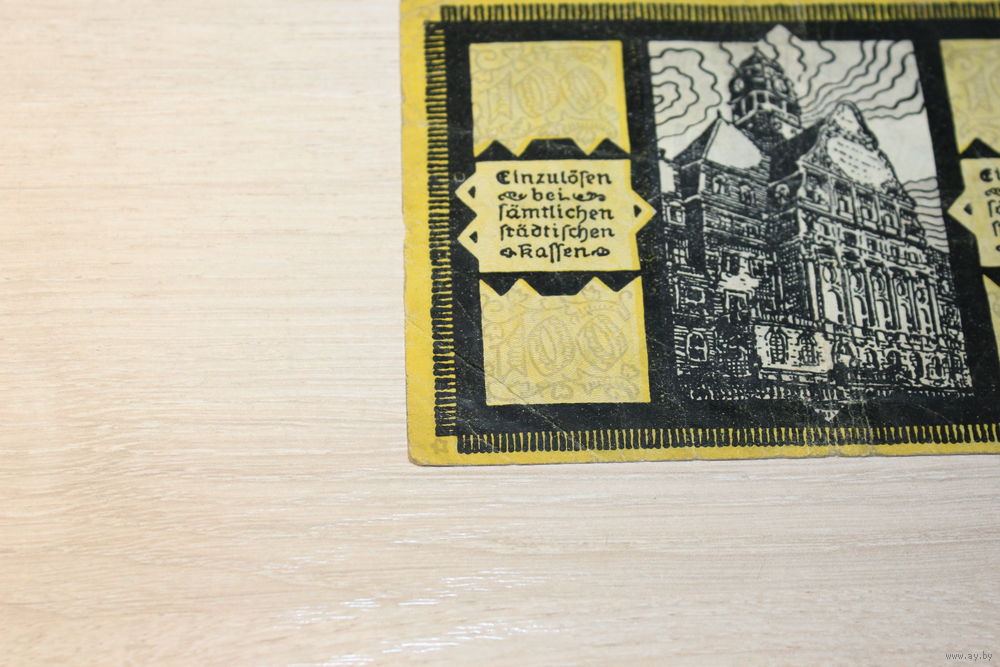 100
Einzulösen
bei
sämtlichen
städtischen
Kassen
100
www.ay.by